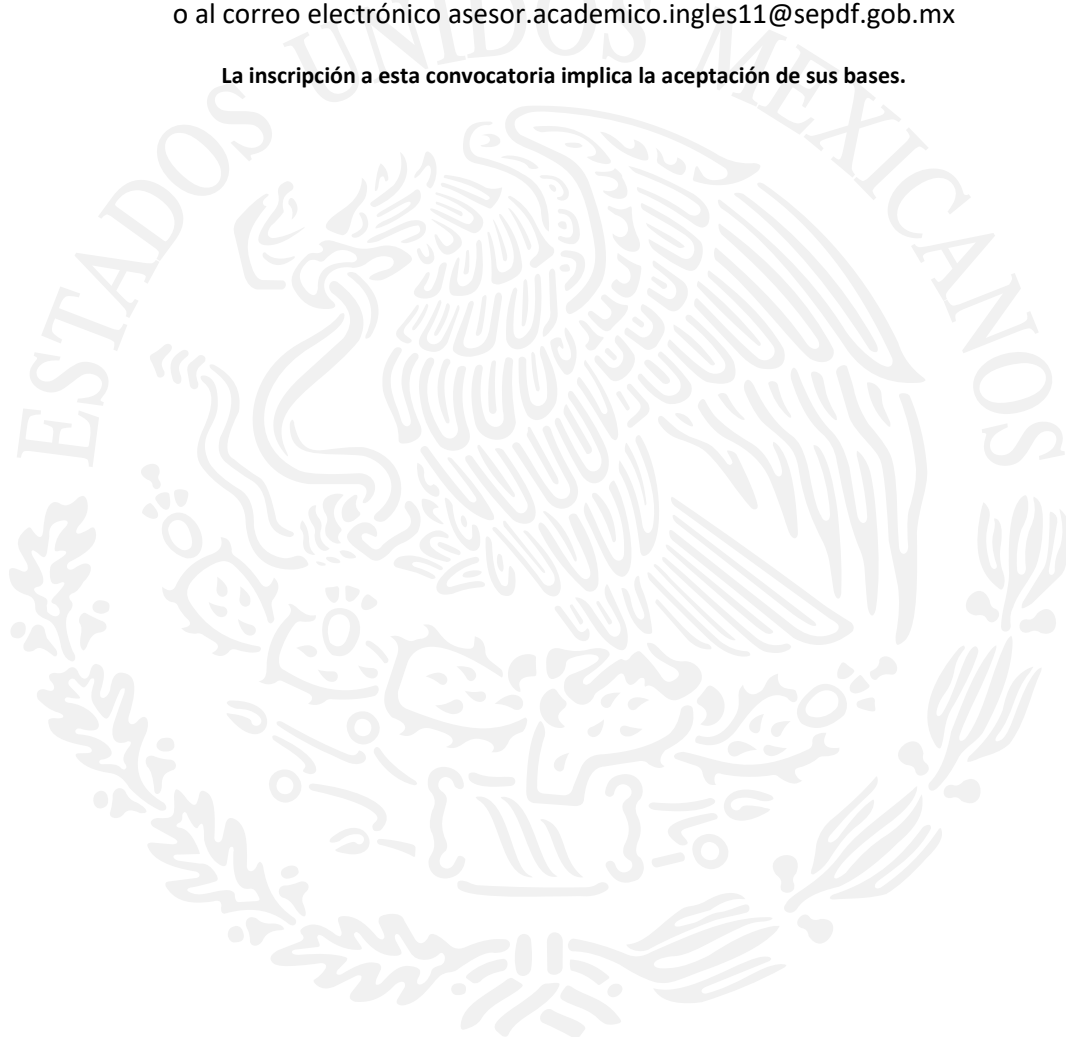 o al correo electrónico asesor.academico.ingles11@sepdf.gob.mx
La inscripción a esta convocatoria implica la aceptación de sus bases.
ESTADOS UNIDOS MEXICANOS